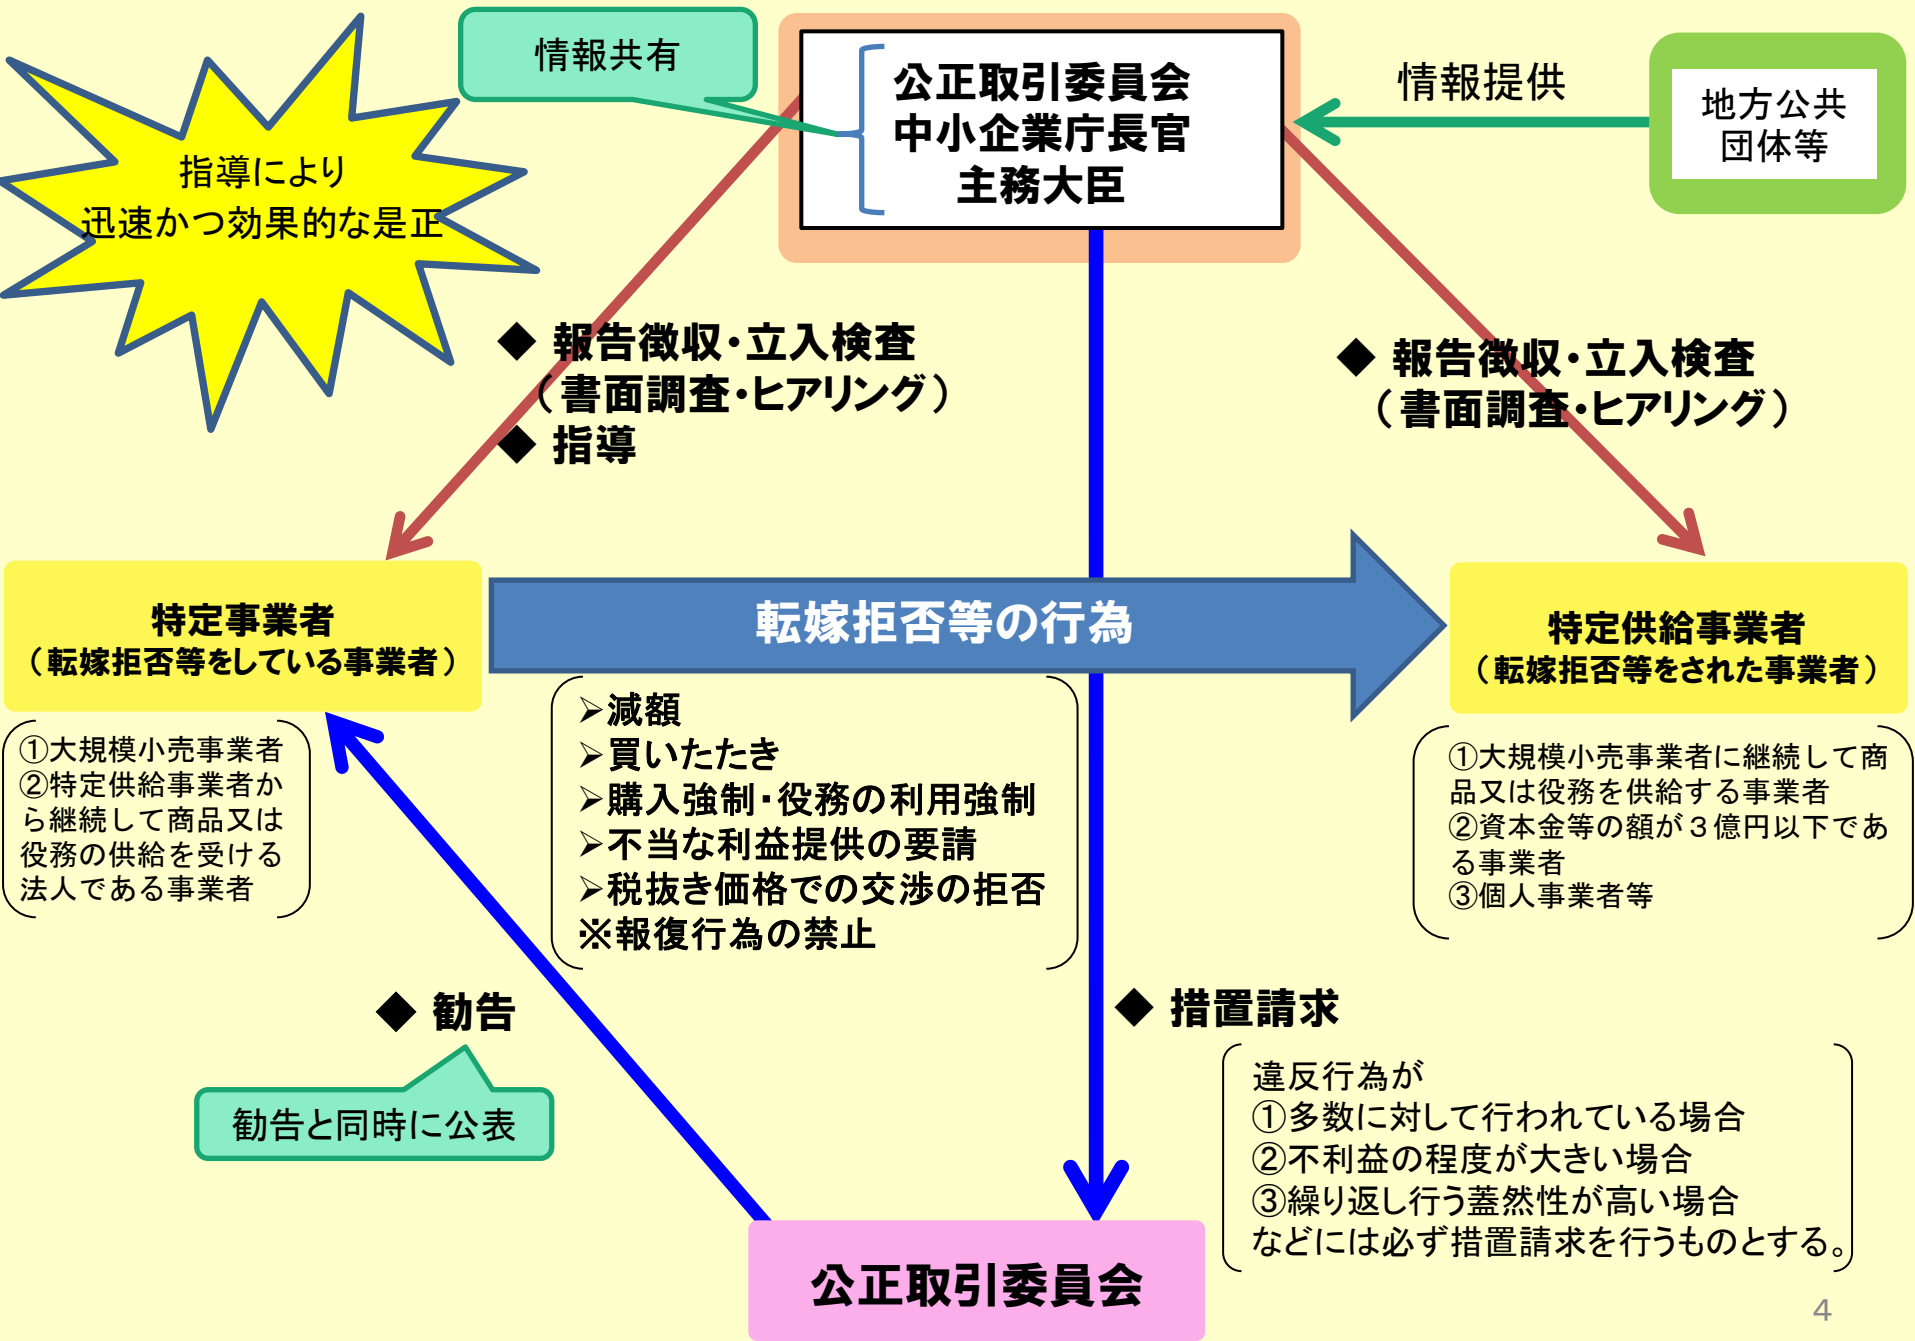 情報共有
公正取引委員会
中小企業庁長官
主務大臣
情報提供
地方公共
団体等
指導により
迅速かつ効果的な是正
◆ 報告徴収・立入検査
（書面調査・ヒアリング）
◆ 指導
◆ 報告徴収・立入検査
（書面調査・ヒアリング）
特定事業者
（転嫁拒否等をしている事業者）
転嫁拒否等の行為
特定供給事業者
（転嫁拒否等をされた事業者）
①大規模小売事業者
②特定供給事業者か
ら継続して商品又は
役務の供給を受ける
法人である事業者
➢減額
➢買いたたき
➢購入強制・役務の利用強制
➢不当な利益提供の要請
➢税抜き価格での交渉の拒否
※報復行為の禁止
①大規模小売事業者に継続して商
品又は役務を供給する事業者
②資本金等の額が３億円以下であ
る事業者
③個人事業者等
◆ 勧告
勧告と同時に公表
◆ 措置請求
違反行為が
①多数に対して行われている場合
②不利益の程度が大きい場合
③繰り返し行う蓋然性が高い場合
などには必ず措置請求を行うものとする。
公正取引委員会
4